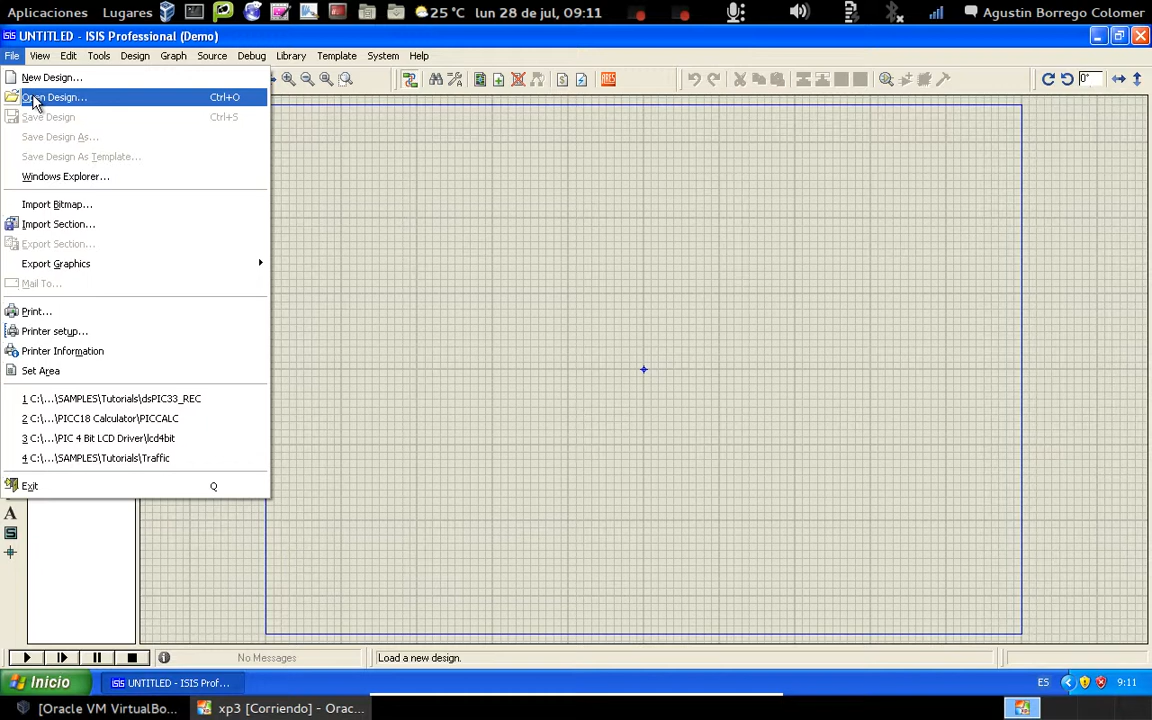 Aplicaciones Lugares 25 °C lun 28 de jul, 09:11 Agustin Borrego Colomer
ISIS UNTITLED - ISIS Professional (Demo)
File View Edit Tools Design Graph Source Debug Library Template System Help
New Design...
Open Design... Ctrl+O
Save Design Ctrl+S
Save Design As...
Save Design As Template...
Windows Explorer...
Import Bitmap...
Import Section...
Export Section...
Export Graphics
Mail To...
Print...
Printer setup...
Printer Information
Set Area
1 C:\...\SAMPLES\Tutorials\dsPIC33_REC
2 C:\...\PICC18 Calculator\PICCALC
3 C:\...\PIC 4 Bit LCD Driver\lcd4bit
4 C:\...\SAMPLES\Tutorials\Traffic
Exit Q
ARES
0°
A
S
No Messages Load a new design.
Inicio ISIS UNTITLED - ISIS Prof... ES 9:11
[Oracle VM VirtualBo... xp3 [Corriendo] - Orac...